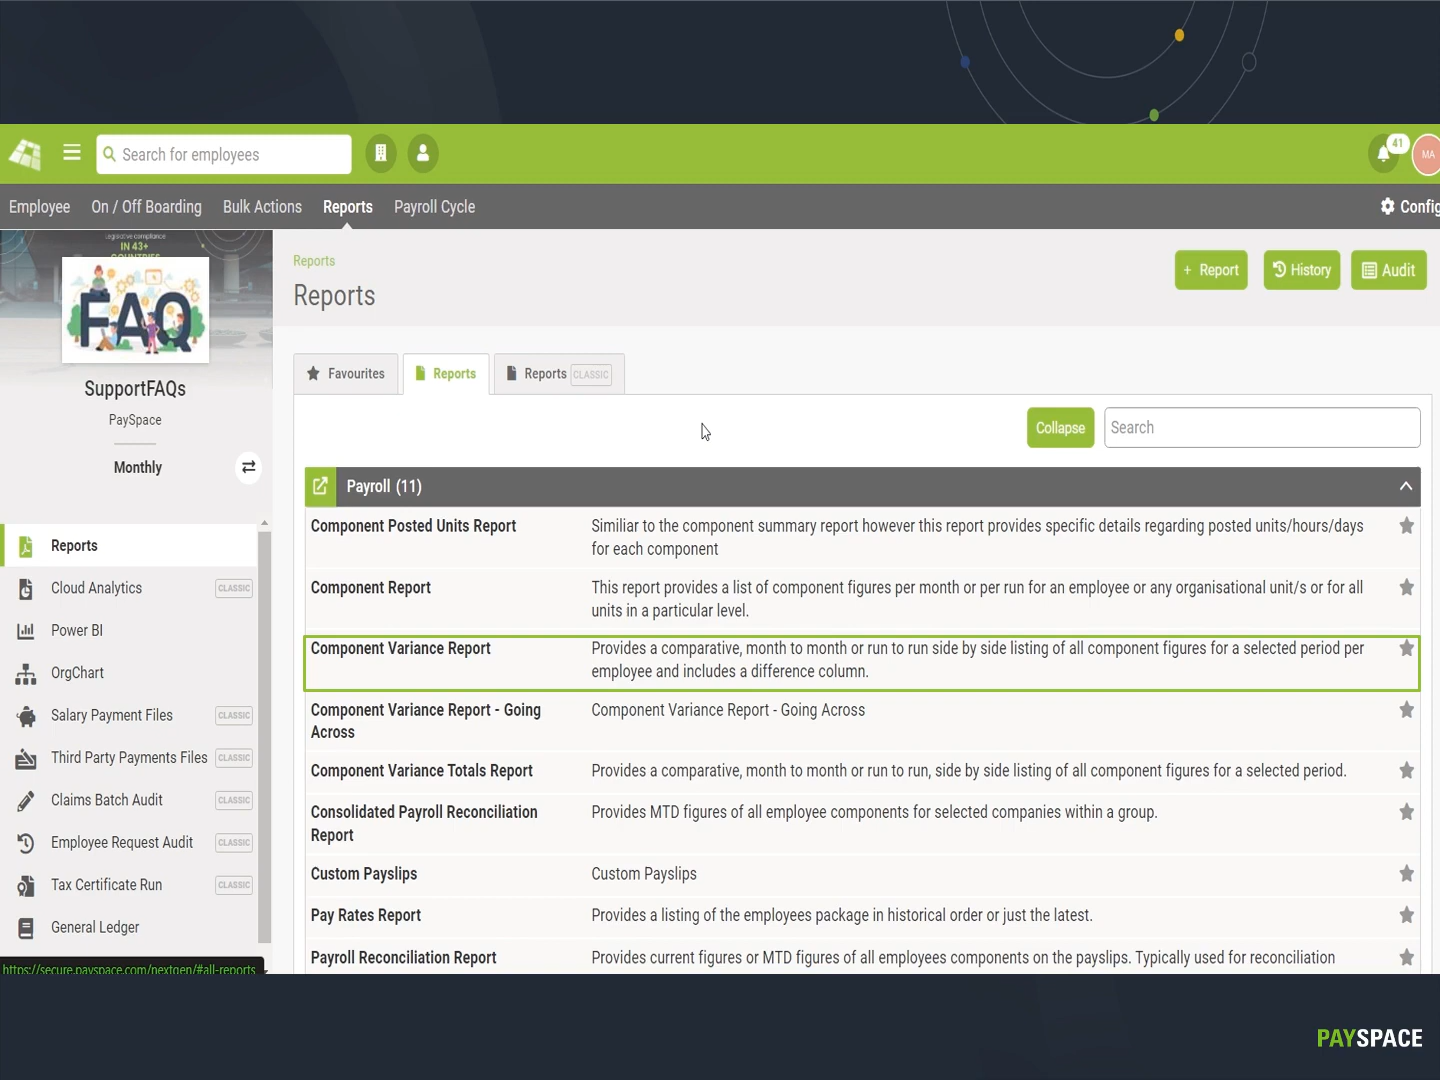 Search for employees
41
MA
Employee
On / Off Boarding
Bulk Actions
Reports
Payroll Cycle
Config
Legislative compliance
IN 43+
COUNTRIES
FAQ
SupportFAQs
PaySpace
Monthly
Reports
Cloud Analytics CLASSIC
Power BI
OrgChart
Salary Payment Files CLASSIC
Third Party Payments Files CLASSIC
Claims Batch Audit CLASSIC
Employee Request Audit CLASSIC
Tax Certificate Run CLASSIC
General Ledger
https://secure.payspace.com/nextgen/#all-reports
Reports
Reports
+ Report
History
Audit
Favourites
Reports
Reports CLASSIC
Collapse
Search
Payroll (11)
Component Posted Units Report
Similiar to the component summary report however this report provides specific details regarding posted units/hours/days
for each component
Component Report
This report provides a list of component figures per month or per run for an employee or any organisational unit/s or for all
units in a particular level.
Component Variance Report
Provides a comparative, month to month or run to run side by side listing of all component figures for a selected period per
employee and includes a difference column.
Component Variance Report - Going
Across
Component Variance Report - Going Across
Component Variance Totals Report
Provides a comparative, month to month or run to run, side by side listing of all component figures for a selected period.
Consolidated Payroll Reconciliation
Report
Provides MTD figures of all employee components for selected companies within a group.
Custom Payslips
Custom Payslips
Pay Rates Report
Provides a listing of the employees package in historical order or just the latest.
Payroll Reconciliation Report
Provides current figures or MTD figures of all employees components on the payslips. Typically used for reconciliation
PAYSPACE